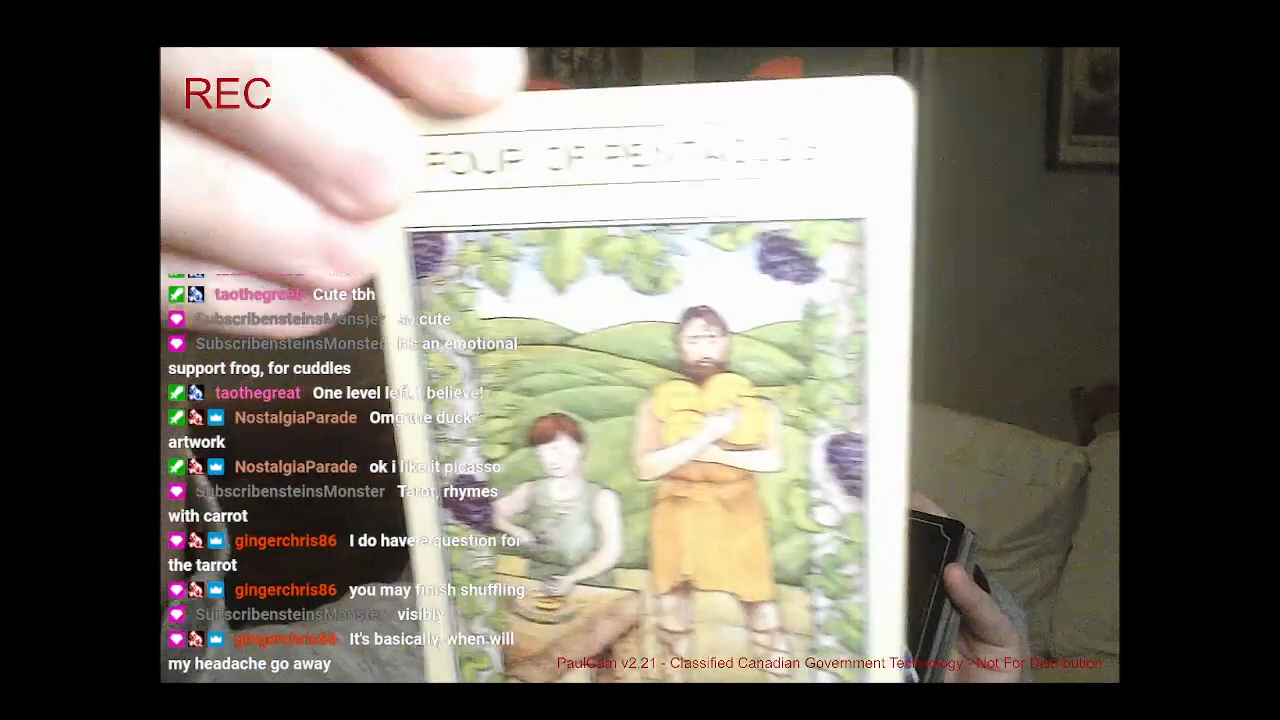 REC
FOUR OF PENTACLES
taothegreat Cute tbh
SubscribensteinsMonster so cute
SubscribensteinsMonster It's an emotional
support frog, for cuddles
taothegreat One level left. I believe!
NostalgiaParade Omg the duck
artwork
NostalgiaParade ok i like it picasso
SubscribensteinsMonster Tarot, rhymes
with carrot
gingerchris86 I do have a question for
the tarrot
gingerchris86 you may finish shuffling
SubscribensteinsMonster visibly
gingerchris86 It's basically, when will
my headache go away
PaulCam v2.21 - Classified Canadian Government Technology - Not For Distribution